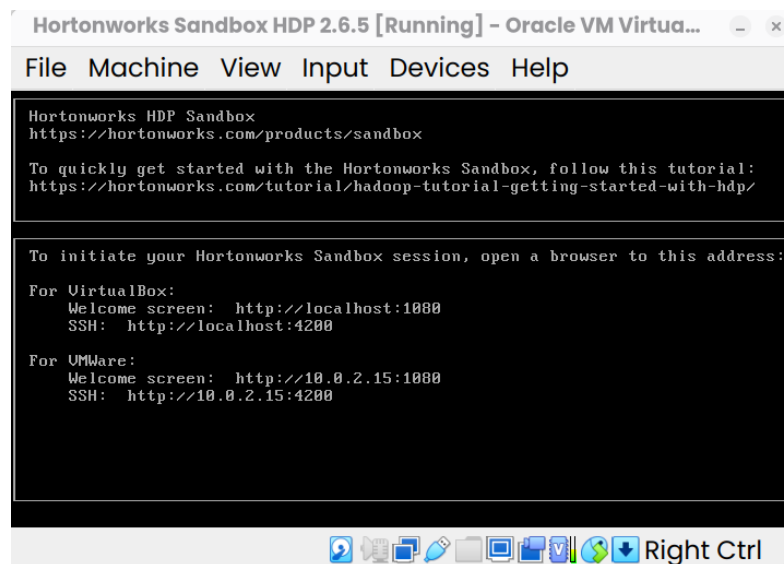 Hortonworks Sandbox HDP 2.6.5 [Running] – Oracle VM Virtua...
File Machine View Input Devices Help
Hortonworks HDP Sandbox
https://hortonworks.com/products/sandbox
To quickly get started with the Hortonworks Sandbox, follow this tutorial:
https://hortonworks.com/tutorial/hadoop-tutorial-getting-started-with-hdp/
To initiate your Hortonworks Sandbox session, open a browser to this address:
For VirtualBox:
Welcome screen: http://localhost:1080
SSH: http://localhost:4200
For VMWare:
Welcome screen: http://10.0.2.15:1080
SSH: http://10.0.2.15:4200
Right Ctrl